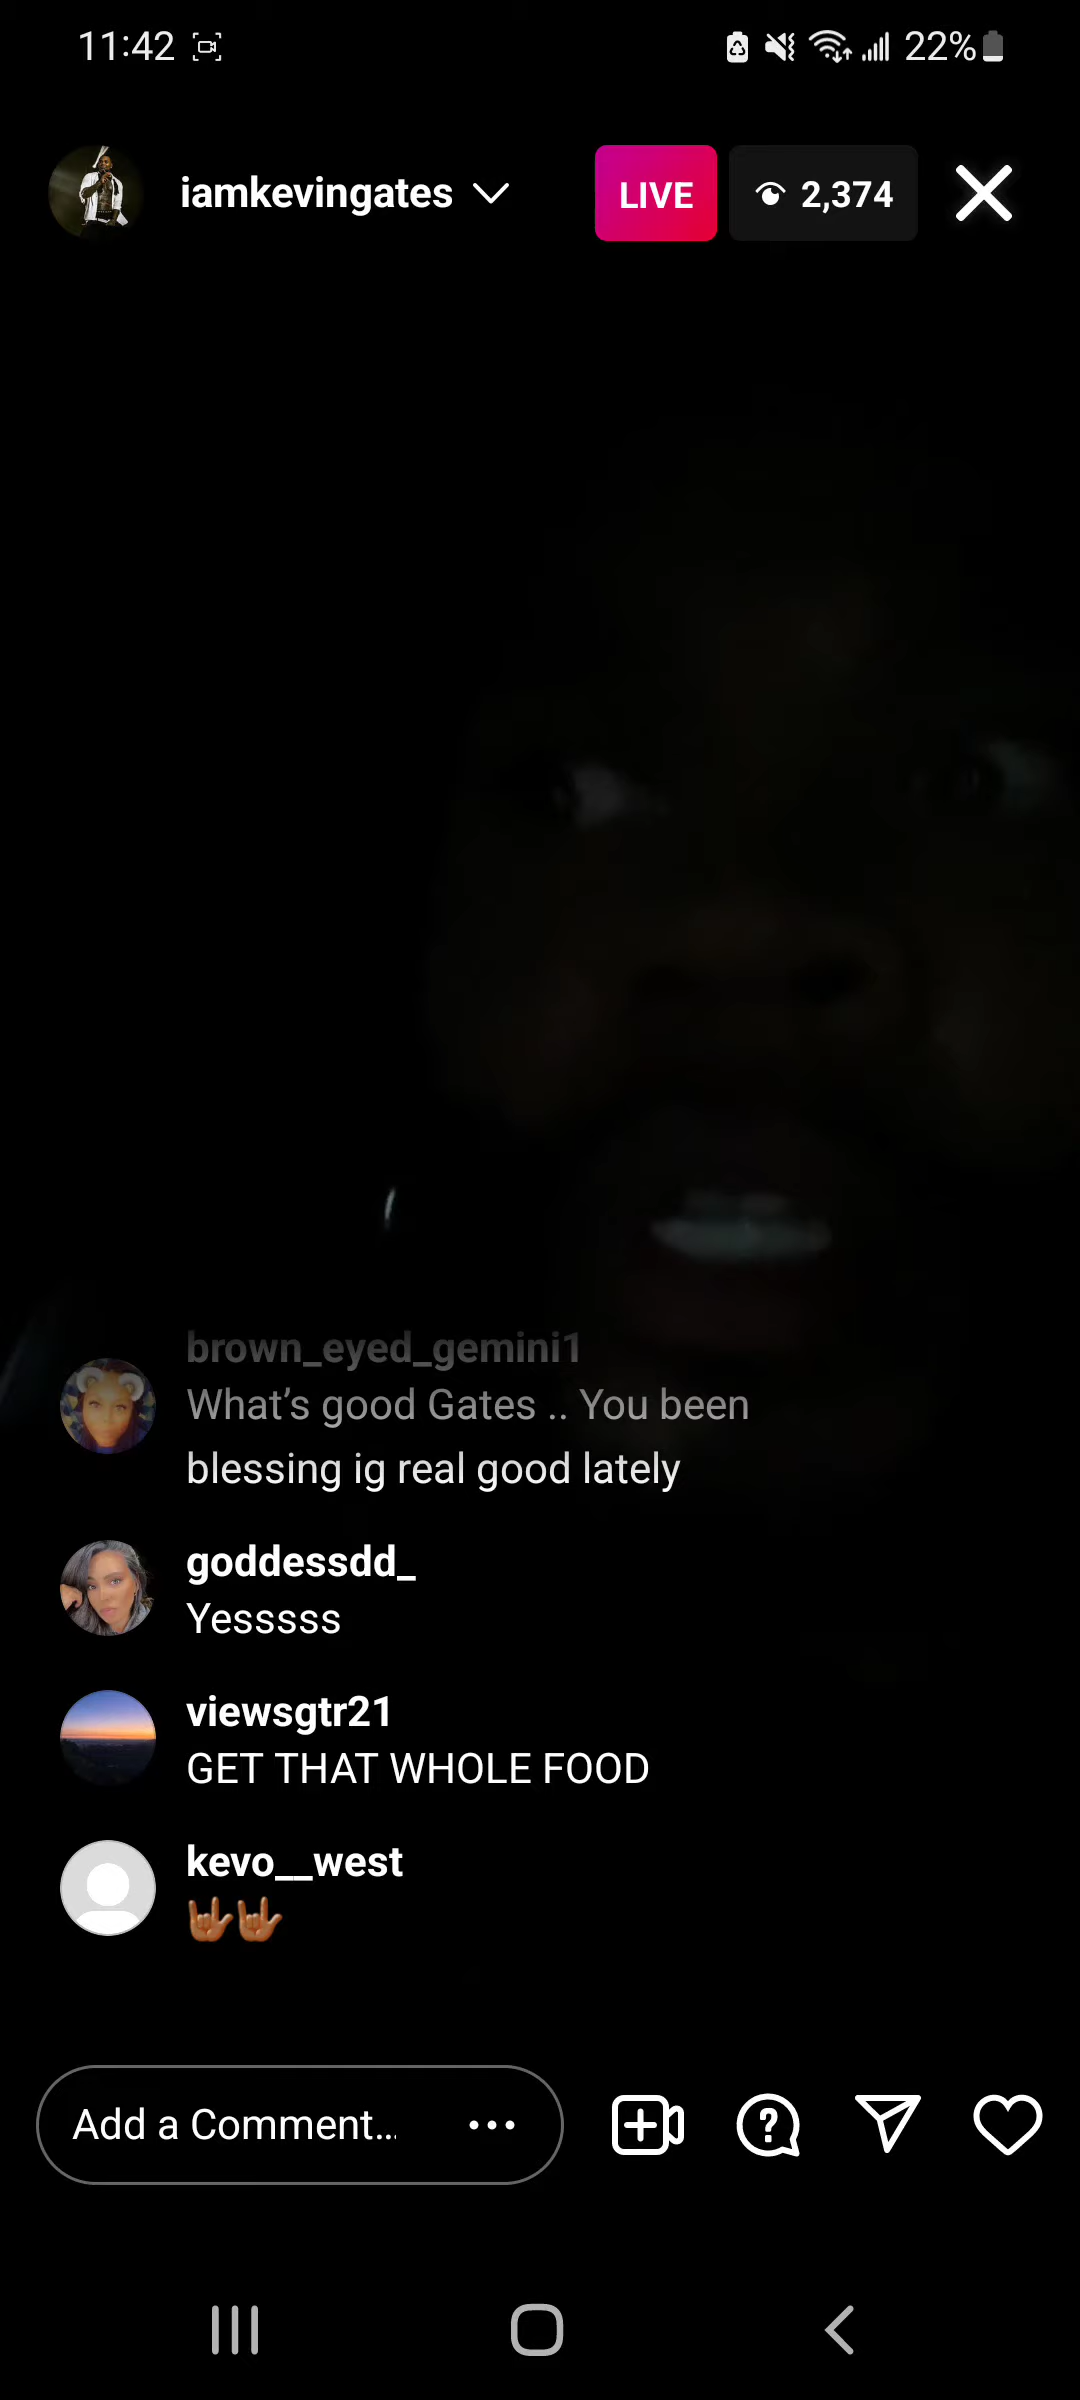 11:42 22%
iamkevingates LIVE 2,374
brown_eyed_gemini1
What's good Gates .. You been
blessing ig real good lately
goddessdd_
Yesssss
viewsgtr21
GET THAT WHOLE FOOD
kevo__west
🤟🏾🤟🏾
Add a Comment...